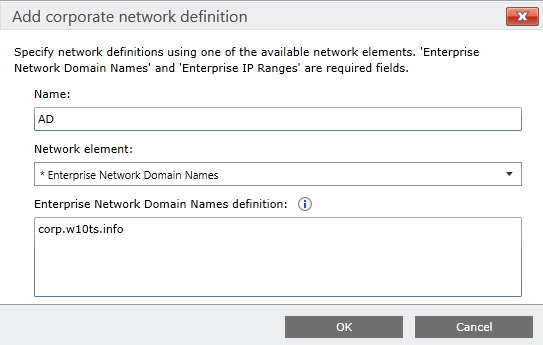 Add corporate network definition
Specify network definitions using one of the available network elements. 'Enterprise
Network Domain Names' and 'Enterprise IP Ranges' are required fields.
Name:
AD
Network element:
* Enterprise Network Domain Names
Enterprise Network Domain Names definition:
corp.w10ts.info
OK
Cancel